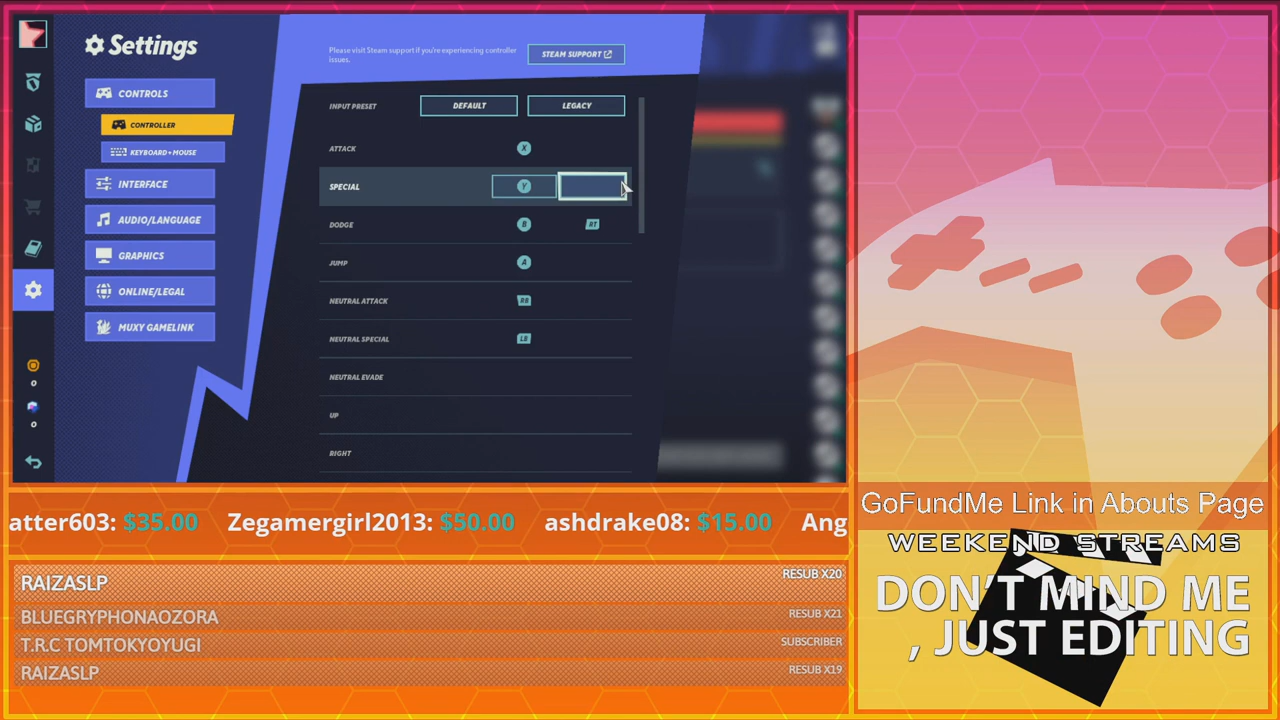 Settings
CONTROLS
CONTROLLER
KEYBOARD+MOUSE
INTERFACE
AUDIO/LANGUAGE
GRAPHICS
ONLINE/LEGAL
MUXY GAMELINK
0
0
Please visit Steam support if you're experiencing controller
issues.
STEAM SUPPORT
INPUT PRESET DEFAULT LEGACY
ATTACK X
SPECIAL Y
DODGE B RT
JUMP A
NEUTRAL ATTACK RB
NEUTRAL SPECIAL LB
NEUTRAL EVADE
UP
RIGHT
atter603: $35.00 Zegamergirl2013: $50.00 ashdrake08: $15.00 Ang
RAIZASLP RESUB X20
BLUEGRYPHONAOZORA RESUB X21
T.R.C TOMTOKYOYUGI SUBSCRIBER
RAIZASLP RESUB X19
GoFundMe Link in Abouts Page
WEEKEND STREAMS
DON'T MIND ME
, JUST EDITING